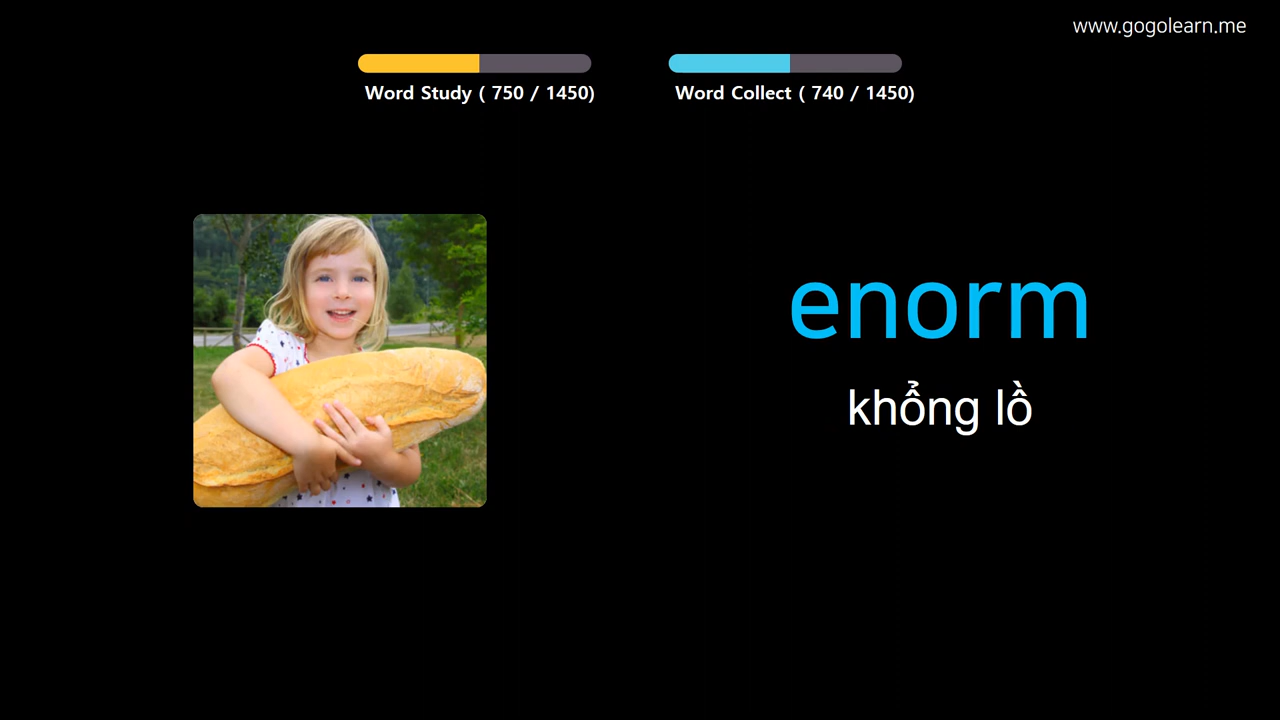 www.gogolearn.me
Word Study ( 750 / 1450)
Word Collect ( 740 / 1450)
enorm
khổng lồ